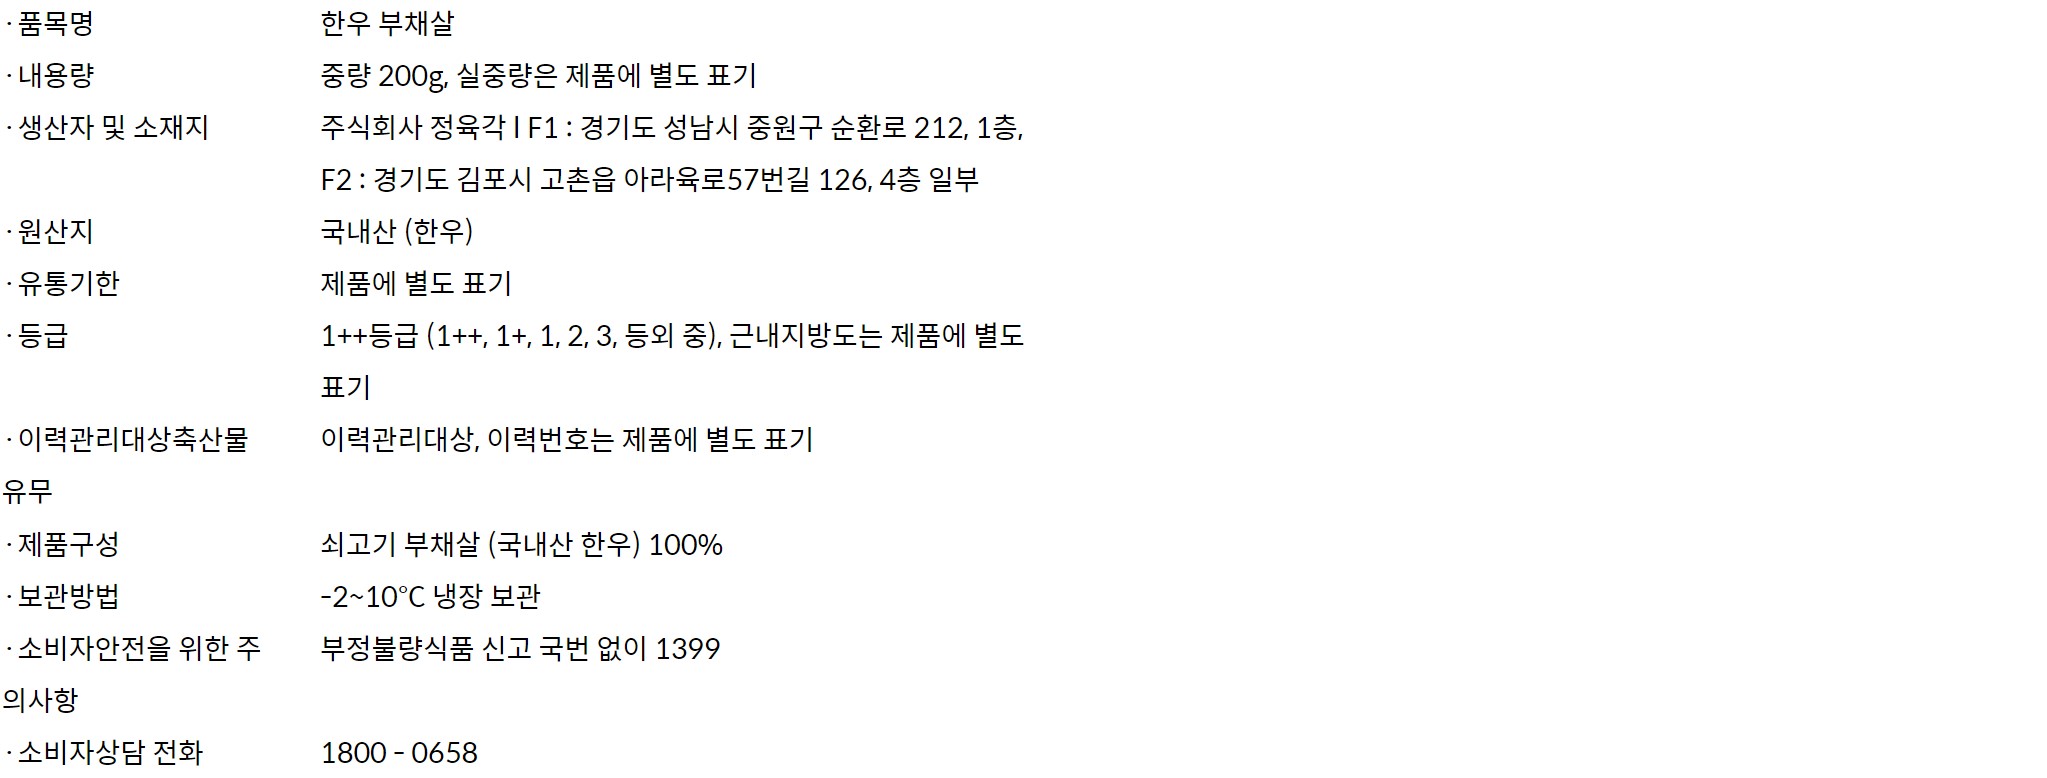 · 품목명 한우 부채살
· 내용량 중량 200g, 실중량은 제품에 별도 표기
· 생산자 및 소재지 주식회사 정육각 I F1 : 경기도 성남시 중원구 순환로 212, 1층,
F2 : 경기도 김포시 고촌읍 아라육로57번길 126, 4층 일부
· 원산지 국내산 (한우)
· 유통기한 제품에 별도 표기
· 등급 1++등급 (1++, 1+, 1, 2, 3, 등외 중), 근내지방도는 제품에 별도
표기
· 이력관리대상축산물 이력관리대상, 이력번호는 제품에 별도 표기
유무
· 제품구성 쇠고기 부채살 (국내산 한우) 100%
· 보관방법 -2~10°C 냉장 보관
· 소비자안전을 위한 주 부정불량식품 신고 국번 없이 1399
의사항
· 소비자상담 전화 1800 - 0658